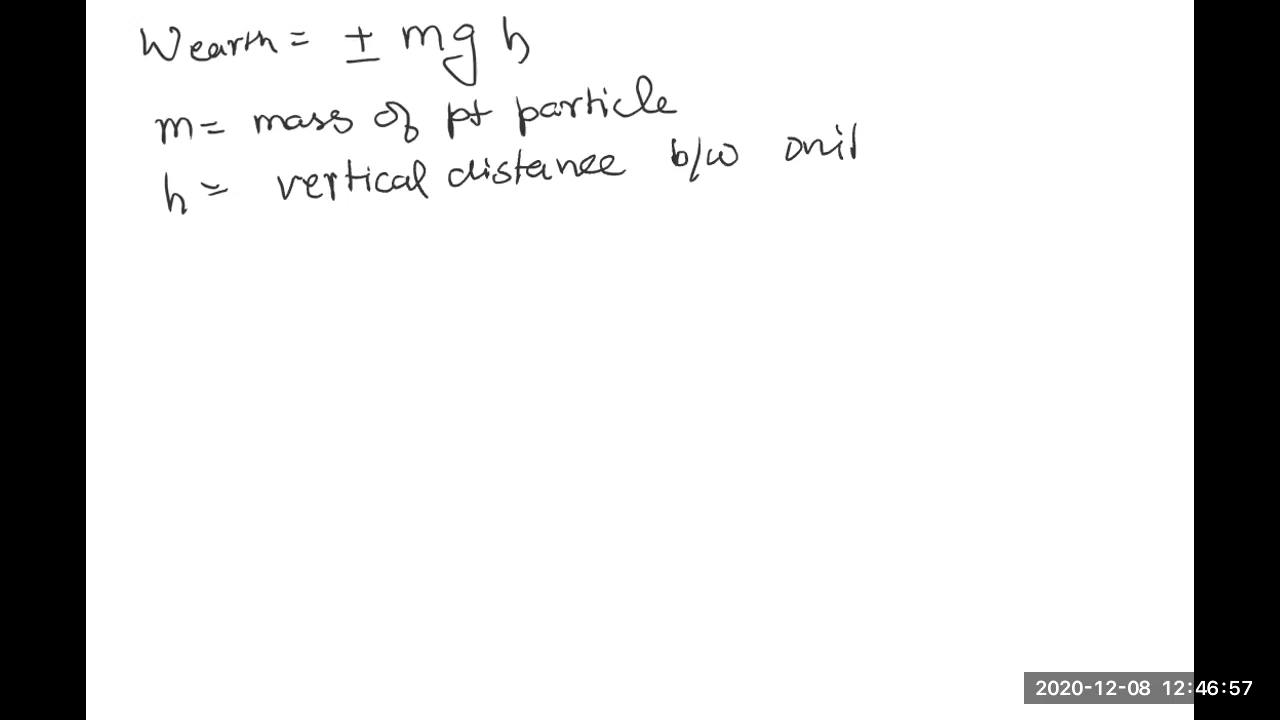 Wearth = ± mgh
m = mass of pt particle
h = vertical distance b/w
2020-12-08 12:46:57